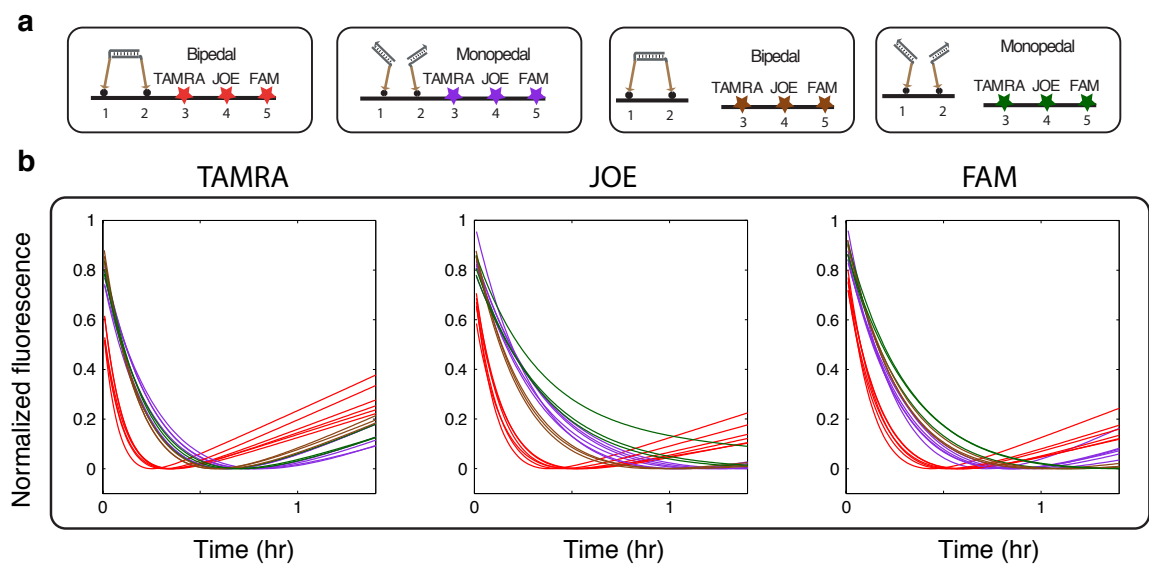 a
Bipedal
TAMRA JOE FAM
1 2 3 4 5
Monopedal
TAMRA JOE FAM
1 2 3 4 5
Bipedal
TAMRA JOE FAM
1 2 3 4 5
Monopedal
TAMRA JOE FAM
1 2 3 4 5
b
TAMRA
JOE
FAM
Normalized fluorescence
1
0.8
0.6
0.4
0.2
0
0 1
Time (hr)
1
0.8
0.6
0.4
0.2
0
0 1
Time (hr)
1
0.8
0.6
0.4
0.2
0
0 1
Time (hr)